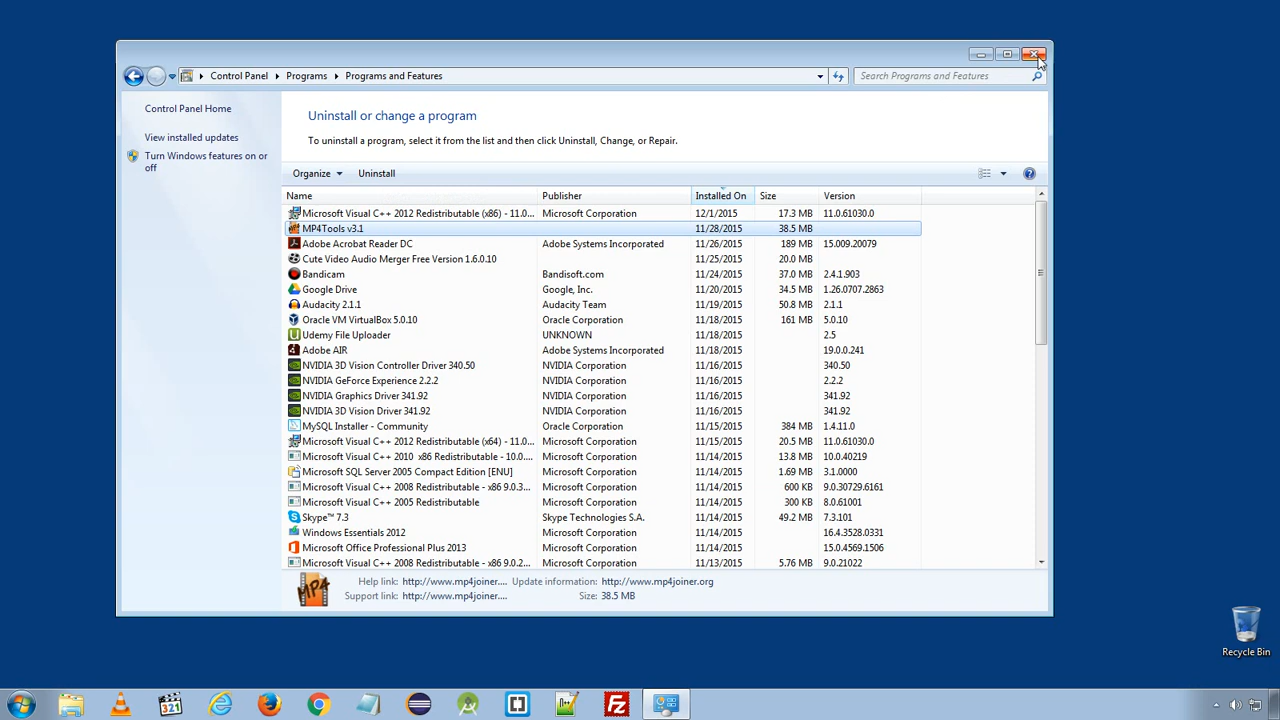 Control Panel Programs Programs and Features Search Programs and Features
Control Panel Home
View installed updates
Turn Windows features on or
off
Uninstall or change a program
To uninstall a program, select it from the list and then click Uninstall, Change, or Repair.
Organize Uninstall
Name Publisher Installed On Size Version
Microsoft Visual C++ 2012 Redistributable (x86) - 11.0... Microsoft Corporation 12/1/2015 17.3 MB 11.0.61030.0
MP4Tools v3.1 11/28/2015 38.5 MB
Adobe Acrobat Reader DC Adobe Systems Incorporated 11/26/2015 189 MB 15.009.20079
Cute Video Audio Merger Free Version 1.6.0.10 11/25/2015 20.0 MB
Bandicam Bandisoft.com 11/24/2015 37.0 MB 2.4.1.903
Google Drive Google, Inc. 11/20/2015 34.5 MB 1.26.0707.2863
Audacity 2.1.1 Audacity Team 11/19/2015 50.8 MB 2.1.1
Oracle VM VirtualBox 5.0.10 Oracle Corporation 11/18/2015 161 MB 5.0.10
Udemy File Uploader UNKNOWN 11/18/2015 2.5
Adobe AIR Adobe Systems Incorporated 11/18/2015 19.0.0.241
NVIDIA 3D Vision Controller Driver 340.50 NVIDIA Corporation 11/16/2015 340.50
NVIDIA GeForce Experience 2.2.2 NVIDIA Corporation 11/16/2015 2.2.2
NVIDIA Graphics Driver 341.92 NVIDIA Corporation 11/16/2015 341.92
NVIDIA 3D Vision Driver 341.92 NVIDIA Corporation 11/16/2015 341.92
MySQL Installer - Community Oracle Corporation 11/15/2015 384 MB 1.4.11.0
Microsoft Visual C++ 2012 Redistributable (x64) - 11.0... Microsoft Corporation 11/15/2015 20.5 MB 11.0.61030.0
Microsoft Visual C++ 2010 x86 Redistributable - 10.0.... Microsoft Corporation 11/14/2015 13.8 MB 10.0.40219
Microsoft SQL Server 2005 Compact Edition [ENU] Microsoft Corporation 11/14/2015 1.69 MB 3.1.0000
Microsoft Visual C++ 2008 Redistributable - x86 9.0.3... Microsoft Corporation 11/14/2015 600 KB 9.0.30729.6161
Microsoft Visual C++ 2005 Redistributable Microsoft Corporation 11/14/2015 300 KB 8.0.61001
Skype™ 7.3 Skype Technologies S.A. 11/14/2015 49.2 MB 7.3.101
Windows Essentials 2012 Microsoft Corporation 11/14/2015 16.4.3528.0331
Microsoft Office Professional Plus 2013 Microsoft Corporation 11/14/2015 15.0.4569.1506
Microsoft Visual C++ 2008 Redistributable - x86 9.0.2... Microsoft Corporation 11/13/2015 5.76 MB 9.0.21022
MP4
Help link: http://www.mp4joiner.... Update information: http://www.mp4joiner.org
Support link: http://www.mp4joiner.... Size: 38.5 MB
Recycle Bin
321
Fz